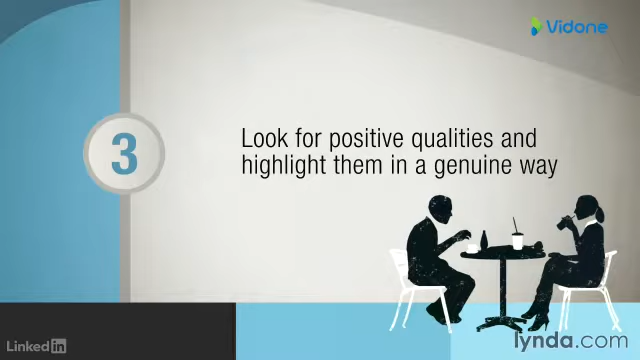 Vidone
3
Look for positive qualities and
highlight them in a genuine way
LinkedIn
lynda.com